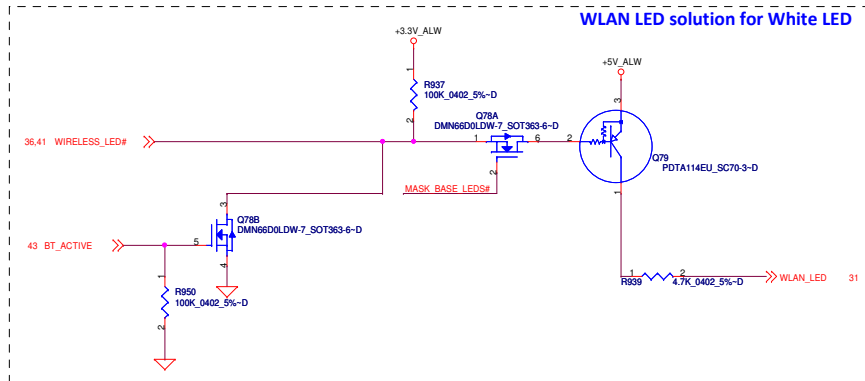 WLAN LED solution for White LED
+3.3V_ALW
+5V_ALW
1
R937
100K_0402_5%~D
2
Q78A
DMN66D0LDW-7_SOT363-6~D
3
36,41 WIRELESS_LED#
1
6
2
Q79
PDTA114EU_SC70-3~D
2
MASK_BASE_LEDS#
1
3
Q78B
DMN66D0LDW-7_SOT363-6~D
43 BT_ACTIVE
5
4
1
R950
100K_0402_5%~D
2
1
2
R939
4.7K_0402_5%~D
WLAN_LED 31